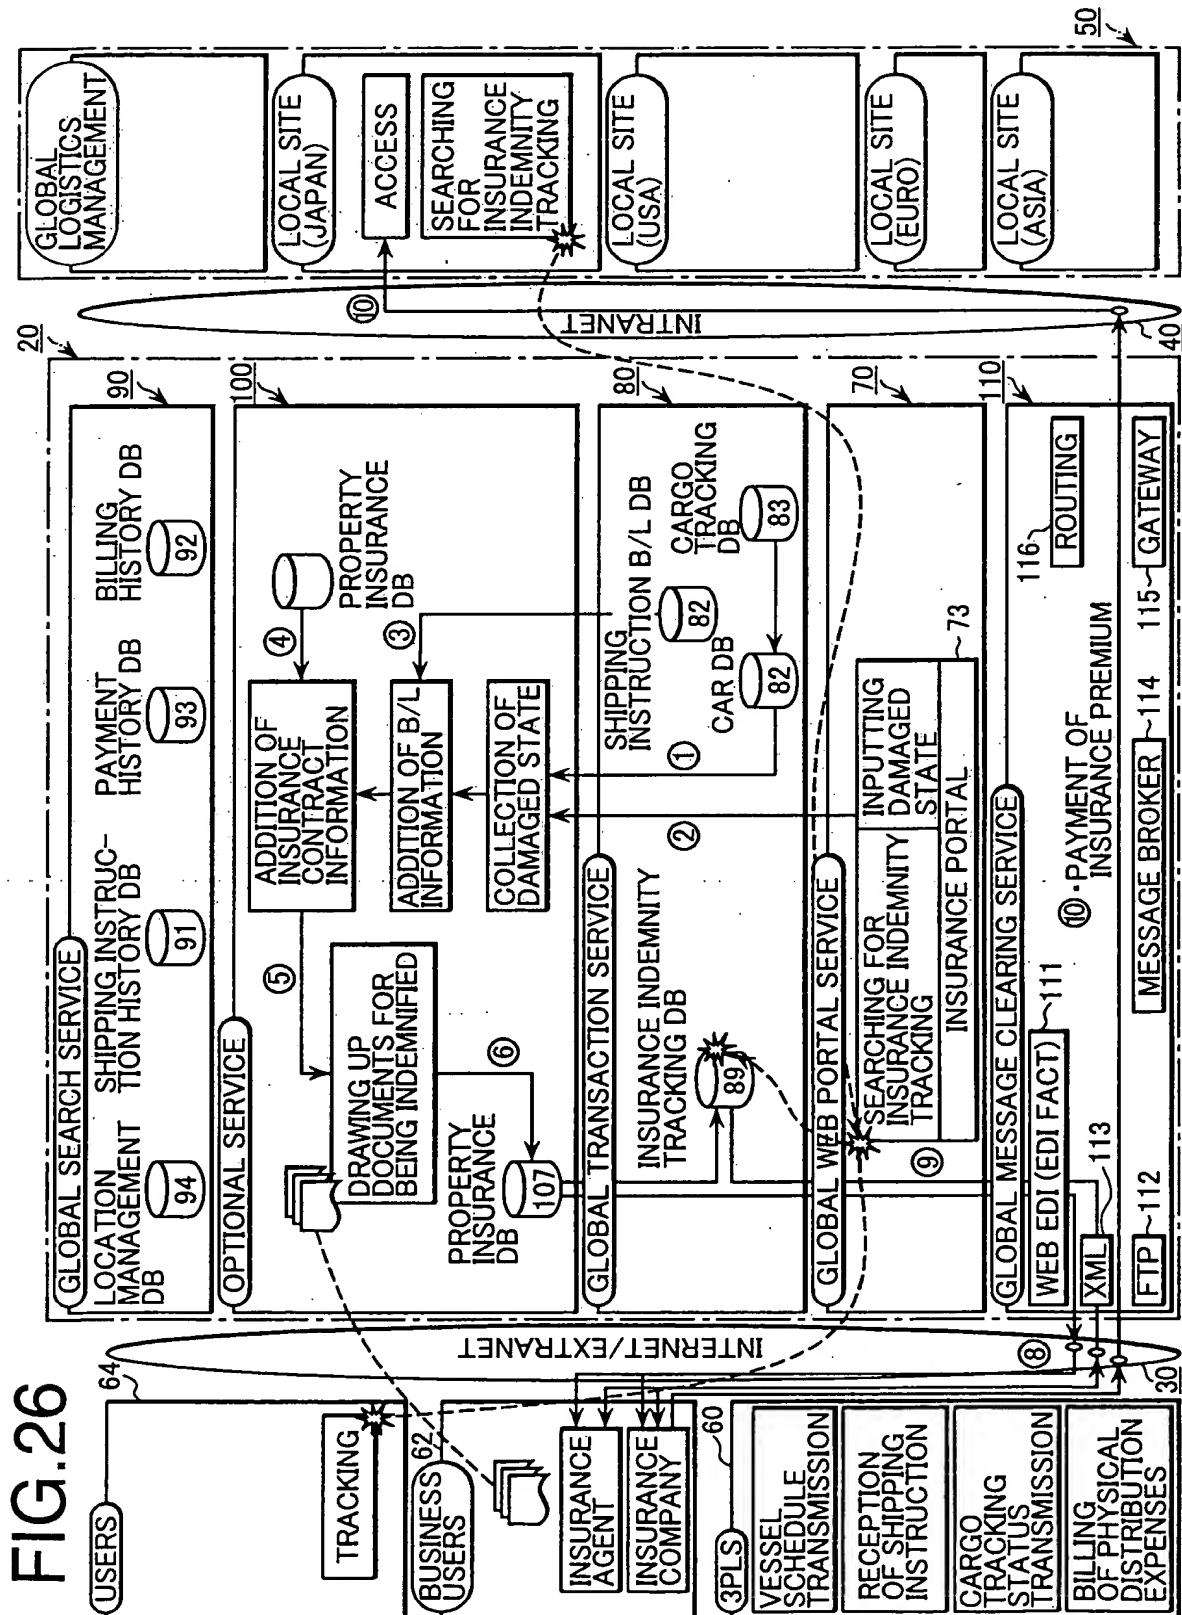 FIG.26
USERS
64
TRACKING
BUSINESS
USERS
62
INSURANCE
AGENT
INSURANCE
COMPANY
3PLS
60
VESSEL
SCHEDULE
TRANSMISSION
RECEPTION
OF SHIPPING
INSTRUCTION
CARGO
TRACKING
STATUS
TRANSMISSION
BILLING
OF PHYSICAL
DISTRIBUTION
EXPENSES
INTERNET/EXTRANET
⑧
30
20
GLOBAL SEARCH SERVICE
90
LOCATION
MANAGEMENT
DB
94
SHIPPING INSTRUC-
TION HISTORY DB
91
PAYMENT
HISTORY DB
93
BILLING
HISTORY DB
92
OPTIONAL SERVICE
100
DRAWING UP
DOCUMENTS FOR
BEING INDEMNIFIED
⑤
⑥
PROPERTY
INSURANCE
DB
107
ADDITION OF
INSURANCE
CONTRACT
INFORMATION
④
PROPERTY
INSURANCE
DB
ADDITION OF B/L
INFORMATION
③
COLLECTION OF
DAMAGED STATE
GLOBAL TRANSACTION SERVICE
80
INSURANCE INDEMNITY
TRACKING DB
89
②
①
SHIPPING
INSTRUCTION B/L DB
82
CAR DB
82
CARGO
TRACKING
DB
83
GLOBAL WEB PORTAL SERVICE
70
⑨
SEARCHING FOR
INSURANCE INDEMNITY
TRACKING
INPUTTING
DAMAGED
STATE
INSURANCE PORTAL
73
GLOBAL MESSAGE CLEARING SERVICE
110
WEB EDI (EDI FACT)
111
XML
113
FTP
112
⑩·PAYMENT OF
INSURANCE PREMIUM
MESSAGE BROKER
114
116
ROUTING
115
GATEWAY
INTRANET
⑩
40
GLOBAL
LOGISTICS
MANAGEMENT
LOCAL SITE
(JAPAN)
ACCESS
SEARCHING
FOR
INSURANCE
INDEMNITY
TRACKING
LOCAL SITE
(USA)
LOCAL SITE
(EURO)
LOCAL SITE
(ASIA)
50